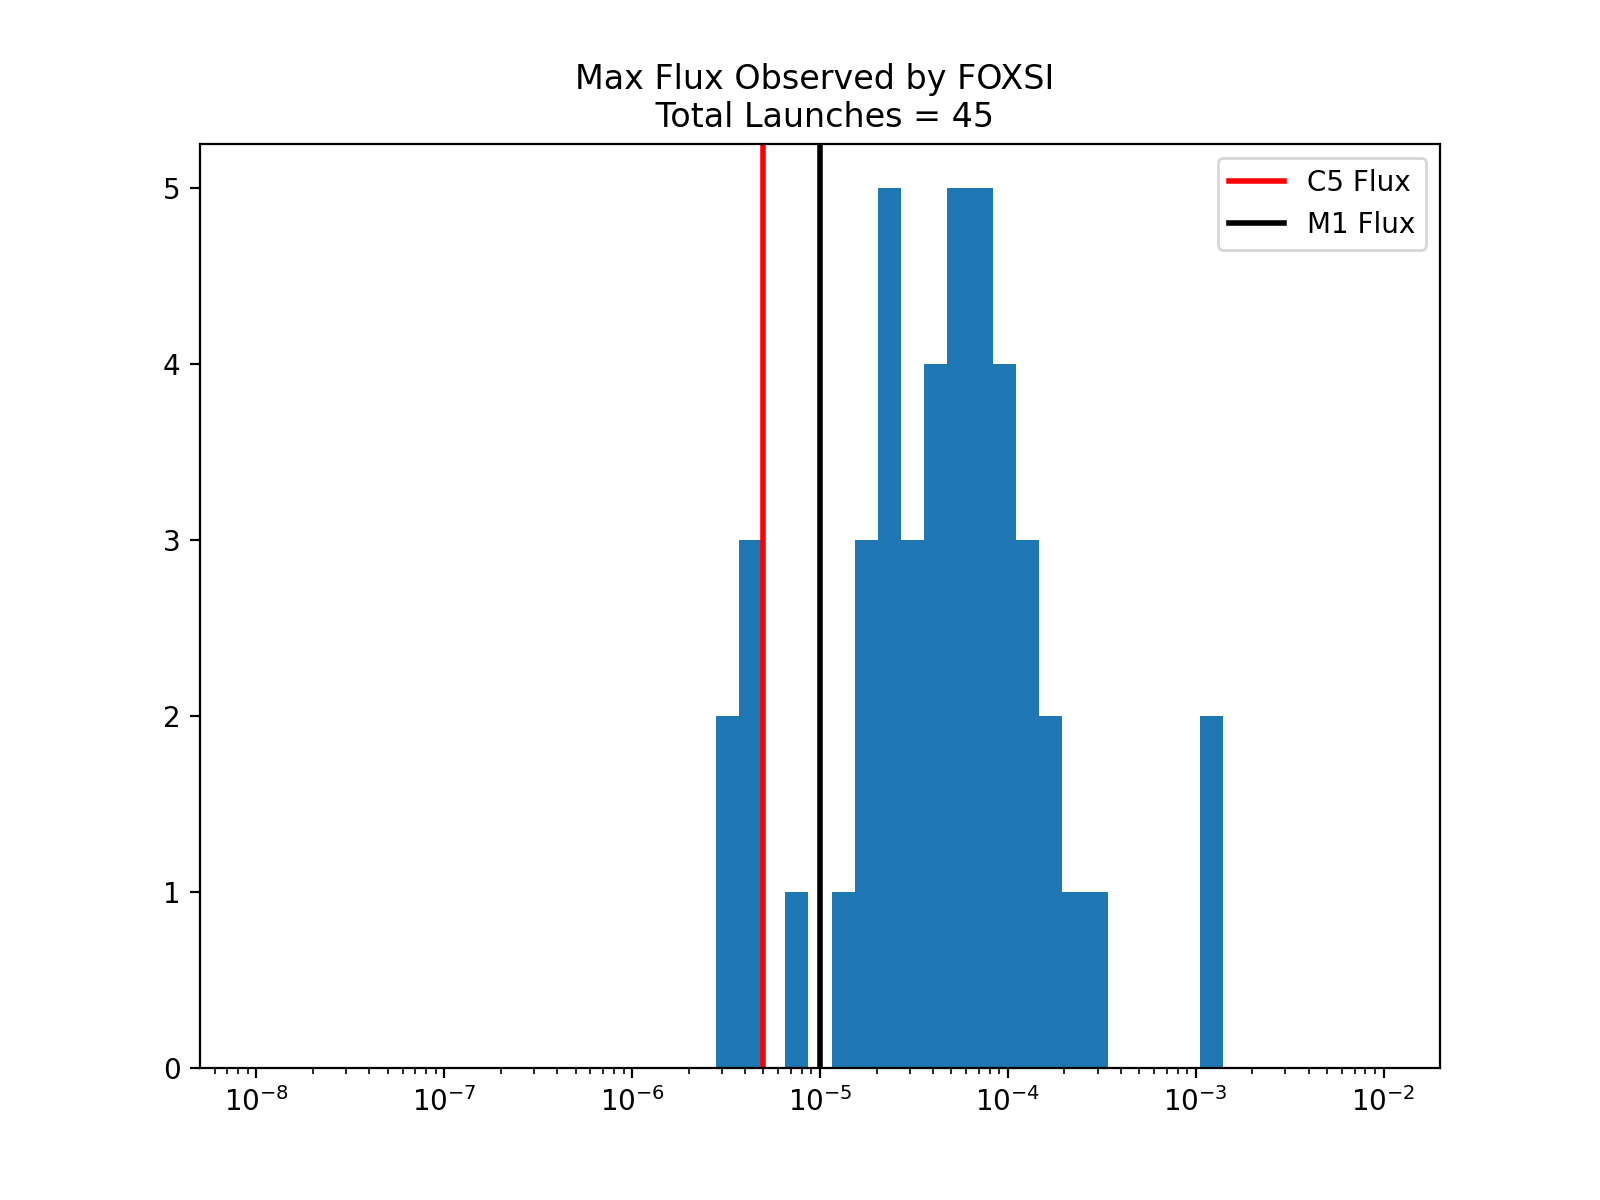 Max Flux Observed by FOXSI
Total Launches = 45
C5 Flux
M1 Flux
5
4
3
2
1
0
10⁻⁸ 10⁻⁷ 10⁻⁶ 10⁻⁵ 10⁻⁴ 10⁻³ 10⁻²